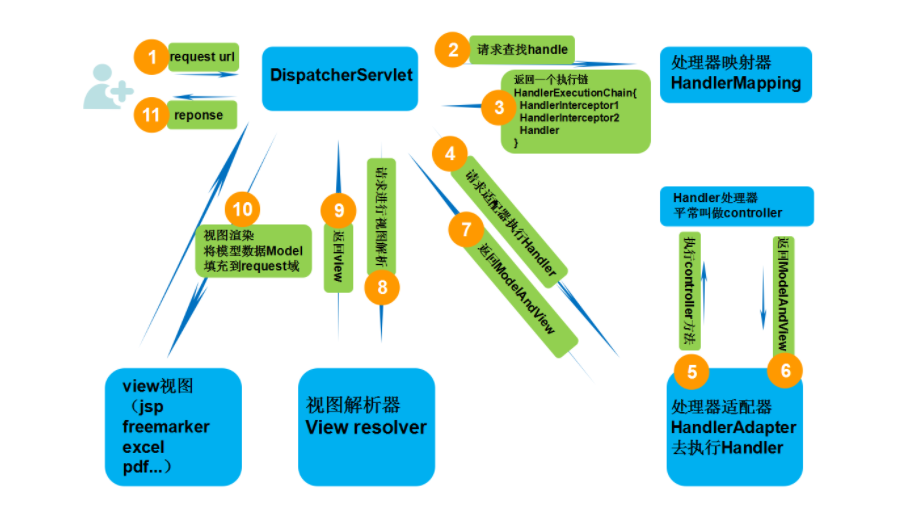 1
request url
DispatcherServlet
2
请求查找handle
处理器映射器
HandlerMapping
3
返回一个执行链
HandlerExecutionChain{
HandlerInterceptor1
HandlerInterceptor2
Handler
}
11
reponse
4
请求适配器执行Handler
7
返回ModelAndView
10
视图渲染
将模型数据Model
填充到request域
9
返回view
请求进行视图解析
8
Handler处理器
平常叫做controller
执行controller方法
5
返回ModelAndView
6
view视图
（jsp
freemarker
excel
pdf...）
视图解析器
View resolver
处理器适配器
HandlerAdapter
去执行Handler